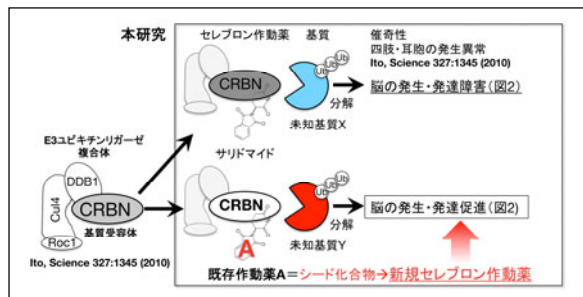 本研究
セレブロン作動薬
基質
催奇性
四肢・耳胞の発生異常
Ito, Science 327:1345 (2010)
Ub Ub Ub
CRBN
分解
脳の発生・発達障害(図2)
未知基質X
E3ユビキチンリガーゼ
複合体
サリドマイド
DDB1
Cul4
CRBN
Roc1
基質受容体
Ito, Science 327:1345 (2010)
Ub Ub Ub
CRBN
A
分解
脳の発生・発達促進(図2)
未知基質Y
既存作動薬A=シード化合物→新規セレブロン作動薬